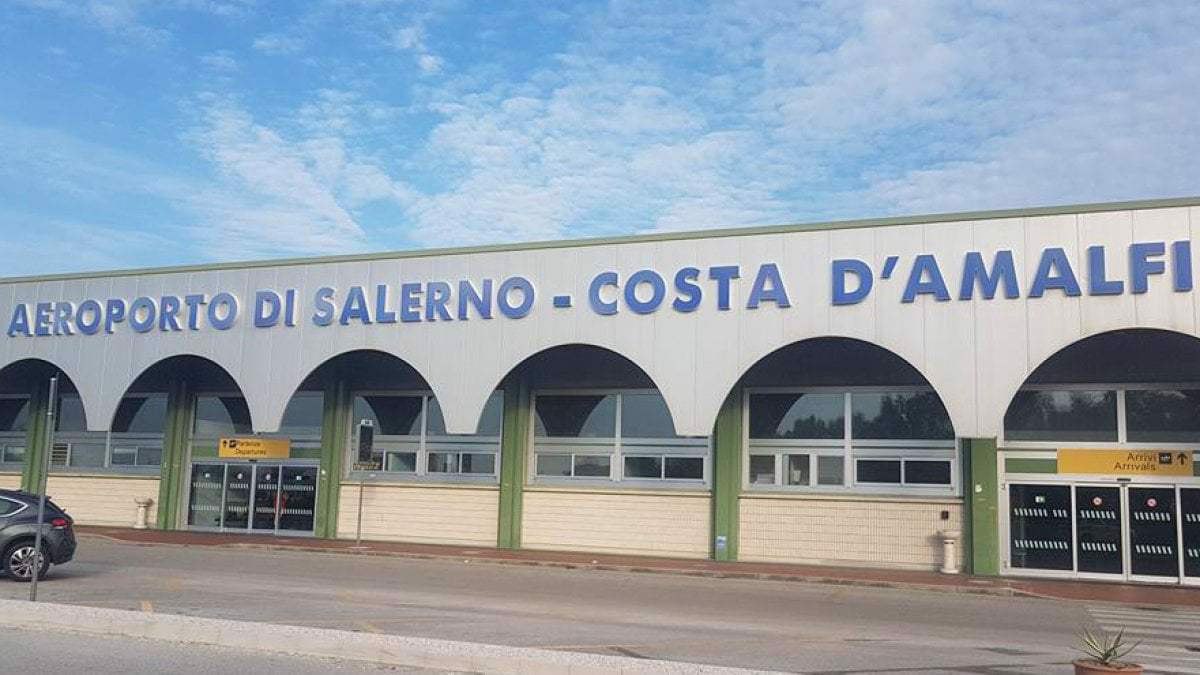 AEROPORTO DI SALERNO - COSTA D'AMALFI
Partenze
Departures
Arrivi
Arrivals